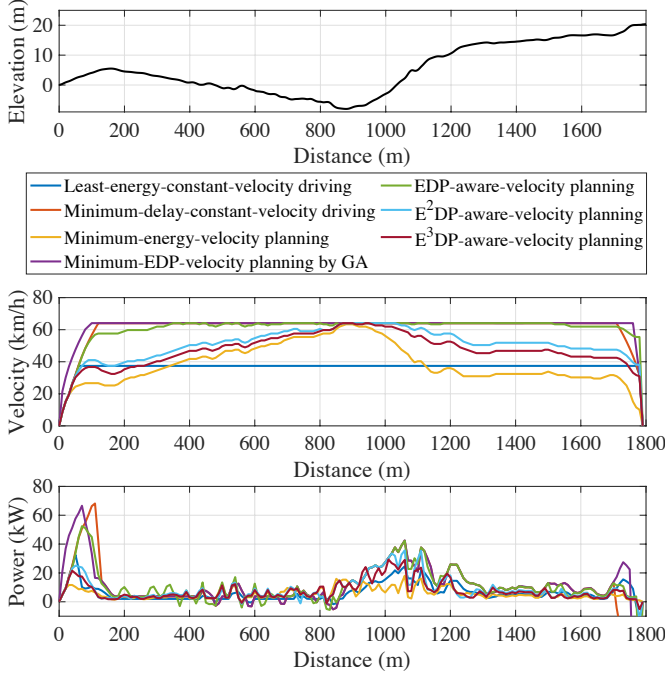 Elevation (m)
20
10
0
0 200 400 600 800 1000 1200 1400 1600
Distance (m)
Least-energy-constant-velocity driving EDP-aware-velocity planning
Minimum-delay-constant-velocity driving E²DP-aware-velocity planning
Minimum-energy-velocity planning E³DP-aware-velocity planning
Minimum-EDP-velocity planning by GA
Velocity (km/h)
80
60
40
20
0
0 200 400 600 800 1000 1200 1400 1600 1800
Distance (m)
Power (kW)
80
60
40
20
0
0 200 400 600 800 1000 1200 1400 1600 1800
Distance (m)